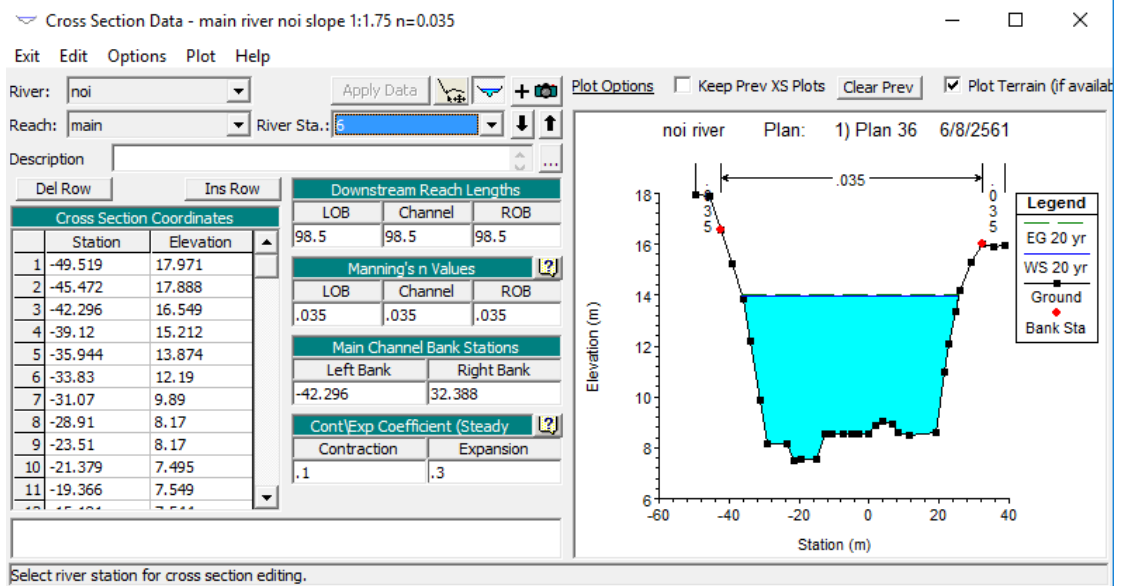 Cross Section Data - main river noi slope 1:1.75 n=0.035
Exit Edit Options Plot Help
River: noi
Apply Data
Plot Options Keep Prev XS Plots Clear Prev Plot Terrain (if availab
Reach: main River Sta.: 6
Description
...
Del Row Ins Row
Cross Section Coordinates
Station Elevation
1 -49.519 17.971
2 -45.472 17.888
3 -42.296 16.549
4 -39.12 15.212
5 -35.944 13.874
6 -33.83 12.19
7 -31.07 9.89
8 -28.91 8.17
9 -23.51 8.17
10 -21.379 7.495
11 -19.366 7.549
Downstream Reach Lengths
LOB Channel ROB
98.5 98.5 98.5
Manning's n Values
LOB Channel ROB
.035 .035 .035
Main Channel Bank Stations
Left Bank Right Bank
-42.296 32.388
Cont\Exp Coefficient (Steady
Contraction Expansion
.1 .3
noi river Plan: 1) Plan 36 6/8/2561
.035 .035 .035
18
16
14
12
10
8
6
-60 -40 -20 0 20 40
Elevation (m)
Station (m)
Legend
EG 20 yr
WS 20 yr
Ground
Bank Sta
Select river station for cross section editing.